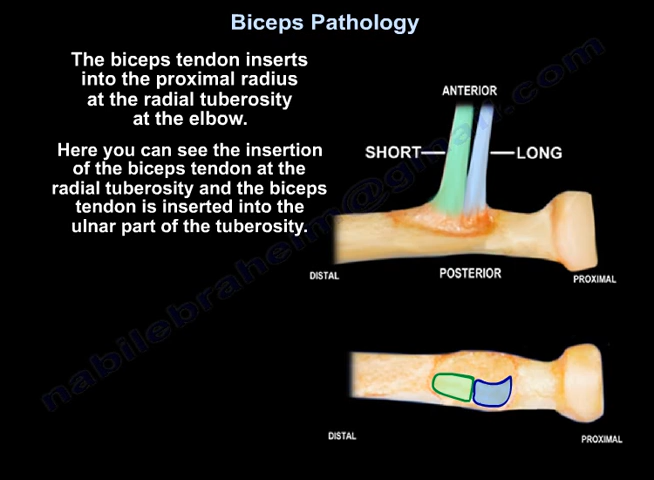 Biceps Pathology
The biceps tendon inserts
into the proximal radius
at the radial tuberosity
at the elbow.
Here you can see the insertion
of the biceps tendon at the
radial tuberosity and the biceps
tendon is inserted into the
ulnar part of the tuberosity.
ANTERIOR
SHORT
LONG
DISTAL
POSTERIOR
PROXIMAL
DISTAL
PROXIMAL
nabilebraheim@gmail.com